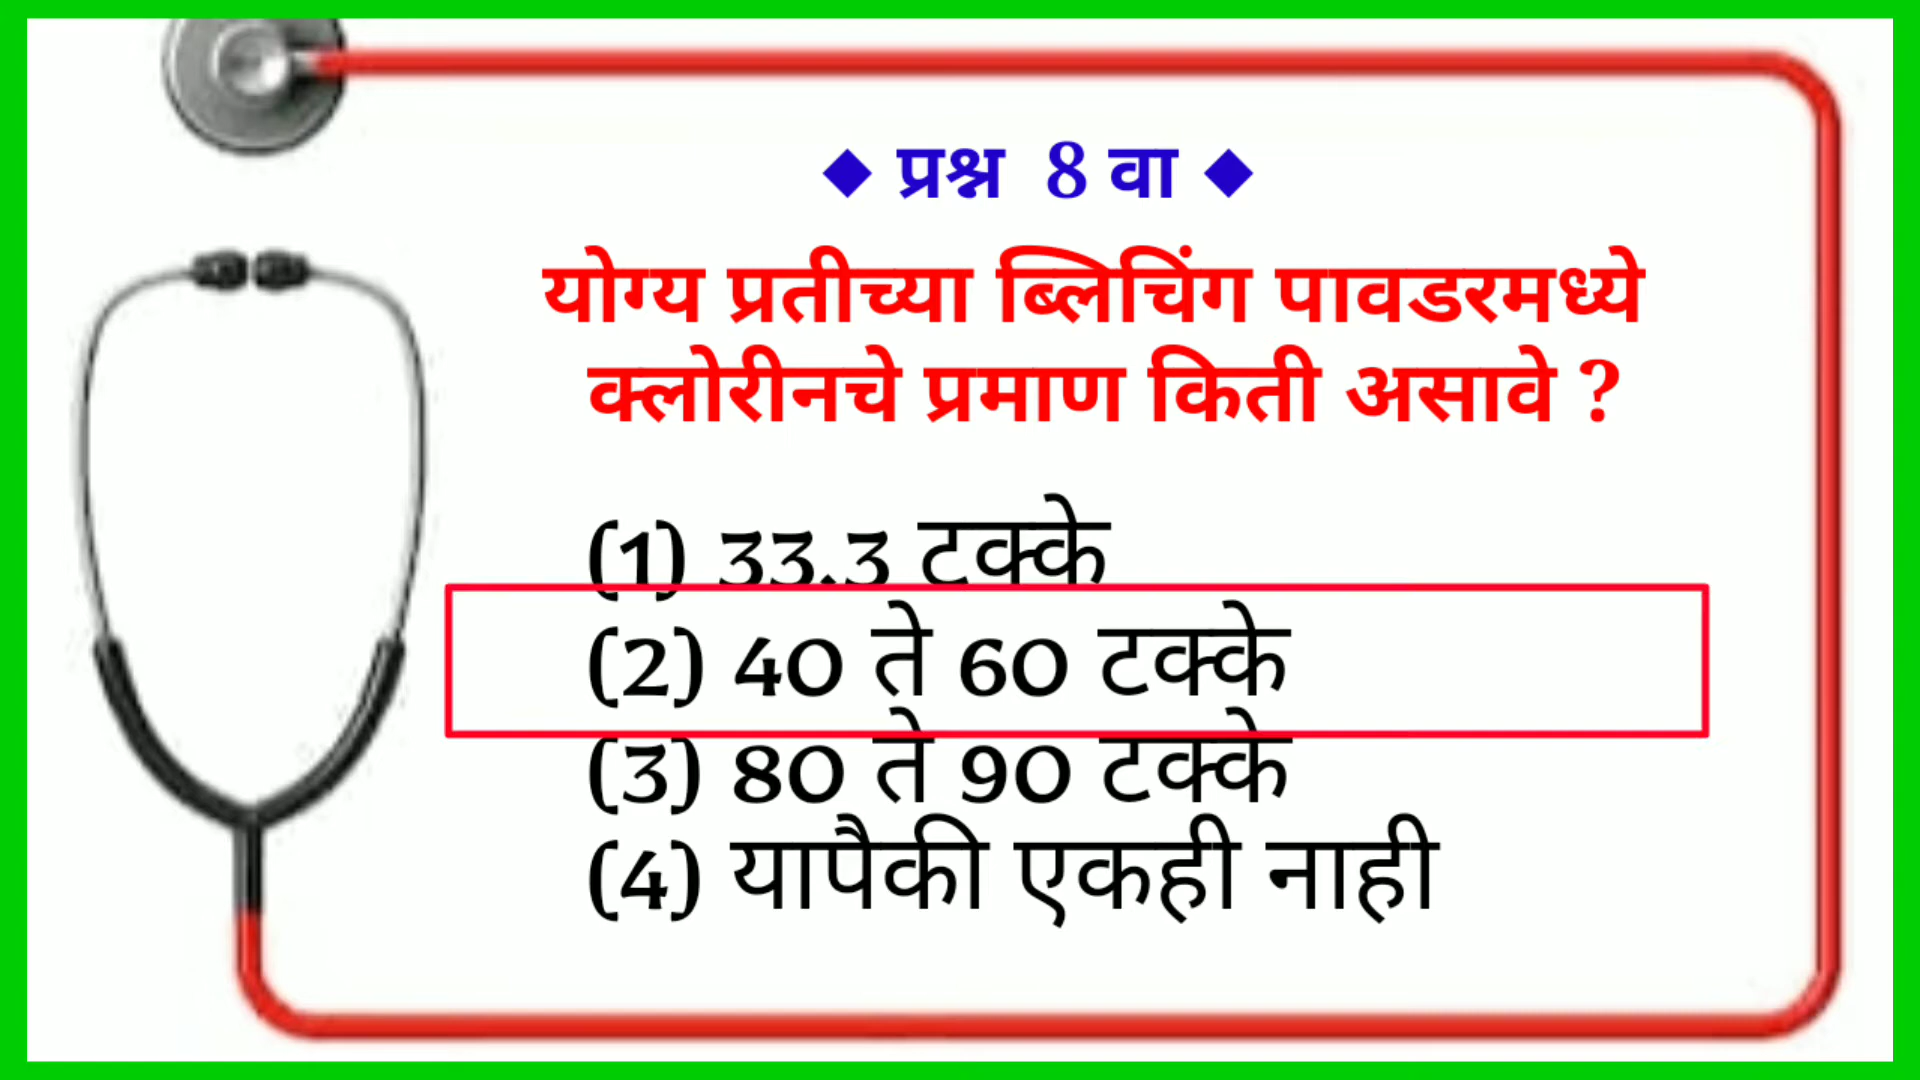 ◆ प्रश्न 8 वा ◆
योग्य प्रतीच्या ब्लिचिंग पावडरमध्ये
क्लोरीनचे प्रमाण किती असावे ?
(1) 33.3 टक्के
(2) 40 ते 60 टक्के
(3) 80 ते 90 टक्के
(4) यापैकी एकही नाही